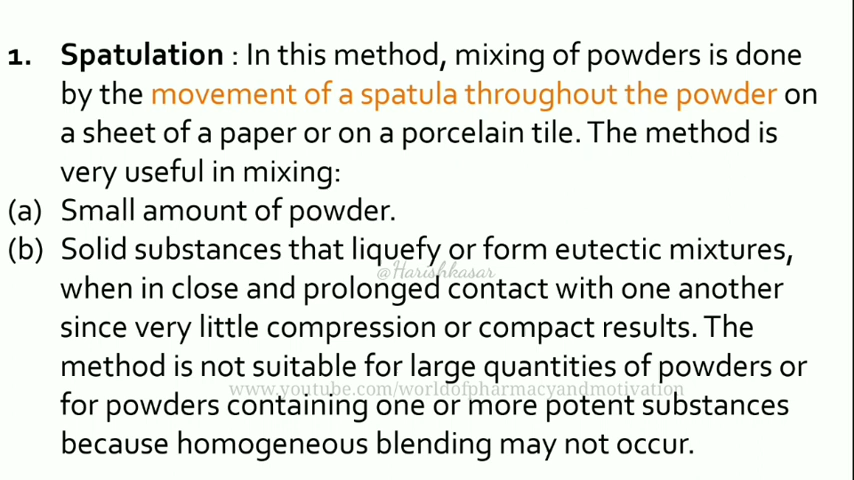 1. Spatulation : In this method, mixing of powders is done
by the movement of a spatula throughout the powder on
a sheet of a paper or on a porcelain tile. The method is
very useful in mixing:
(a) Small amount of powder.
(b) Solid substances that liquefy or form eutectic mixtures,
@Harishkasar
when in close and prolonged contact with one another
since very little compression or compact results. The
method is not suitable for large quantities of powders or
www.youtube.com/worldofpharmacyandmotivation
for powders containing one or more potent substances
because homogeneous blending may not occur.